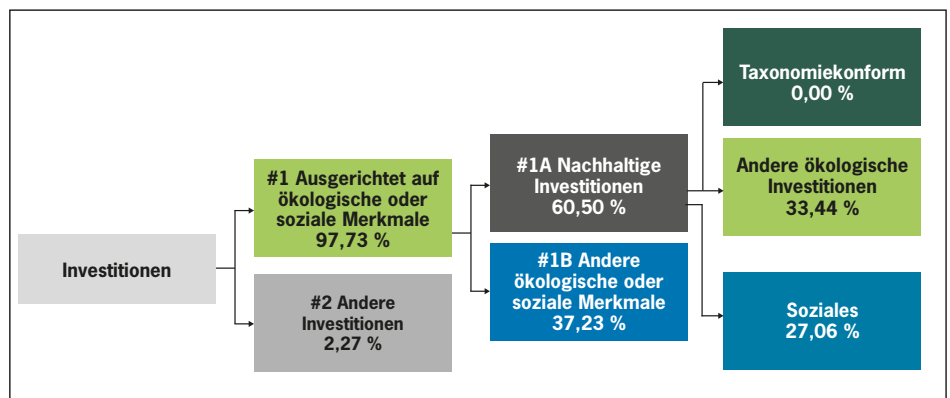 Investitionen
#1 Ausgerichtet auf
ökologische oder
soziale Merkmale
97,73 %
#2 Andere
Investitionen
2,27 %
#1A Nachhaltige
Investitionen
60,50 %
#1B Andere
ökologische oder
soziale Merkmale
37,23 %
Taxonomiekonform
0,00 %
Andere ökologische
Investitionen
33,44 %
Soziales
27,06 %